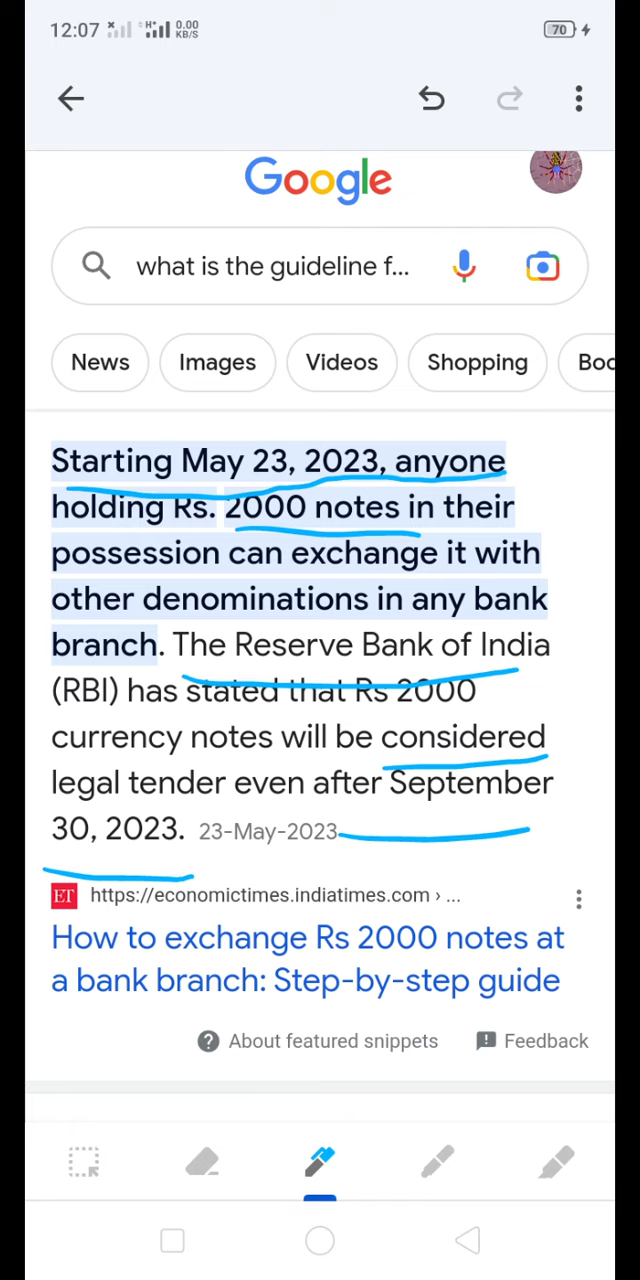 12:07 H+ 0.00 KB/S 70
Google
what is the guideline f...
News Images Videos Shopping Boo
Starting May 23, 2023, anyone
holding Rs. 2000 notes in their
possession can exchange it with
other denominations in any bank
branch. The Reserve Bank of India
(RBI) has stated that Rs 2000
currency notes will be considered
legal tender even after September
30, 2023. 23-May-2023
ET https://economictimes.indiatimes.com › ...
How to exchange Rs 2000 notes at
a bank branch: Step-by-step guide
About featured snippets Feedback